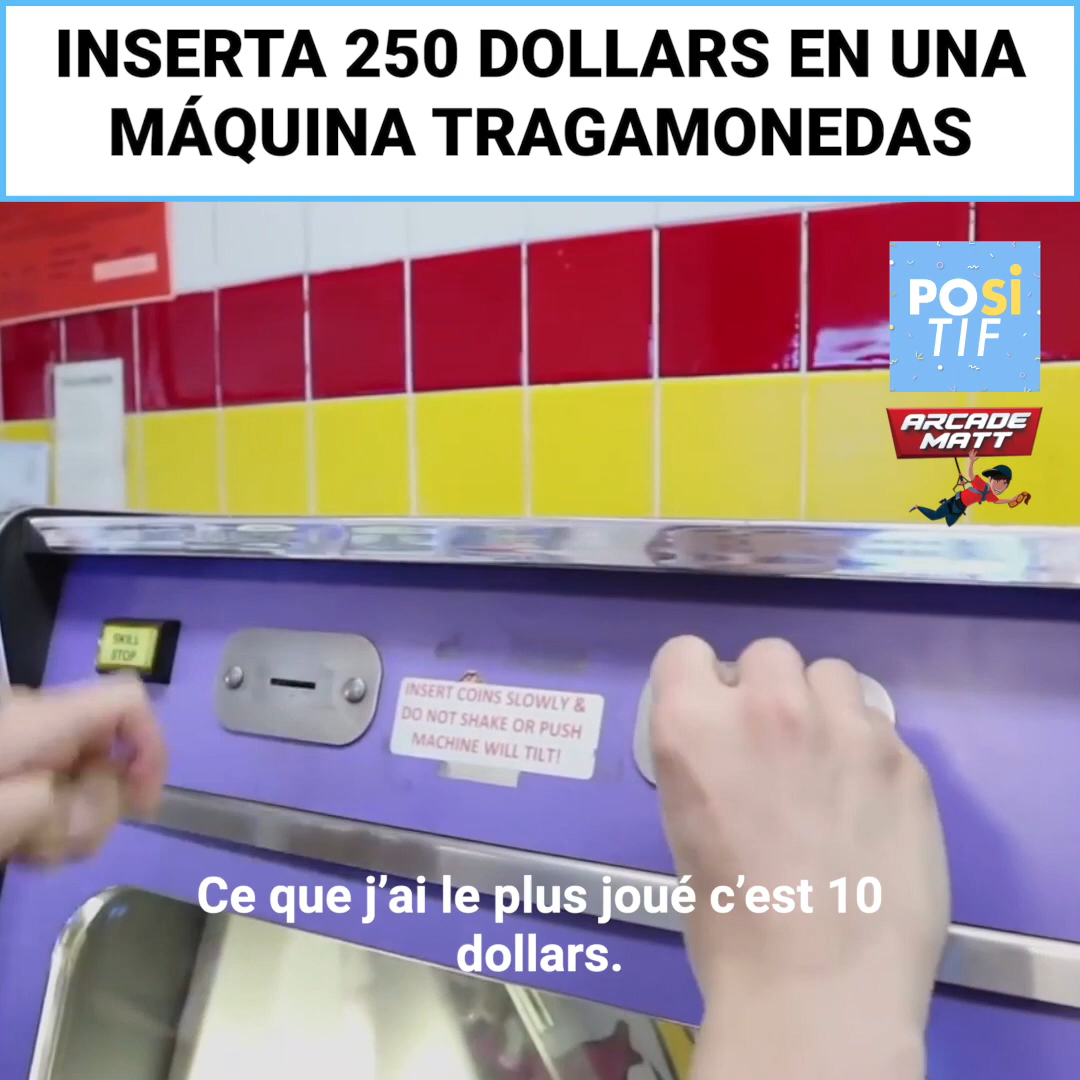 INSERTA 250 DOLLARS EN UNA
MÁQUINA TRAGAMONEDAS
POSi
TIF
ARCADE
MATT
SKILL
STOP
INSERT COINS SLOWLY &
DO NOT SHAKE OR PUSH
MACHINE WILL TILT!
Ce que j’ai le plus joué c’est 10
dollars.